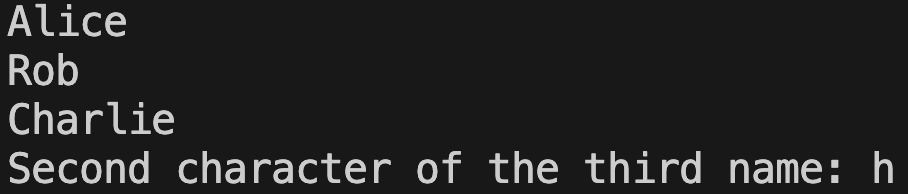 Alice
Rob
Charlie
Second character of the third name: h